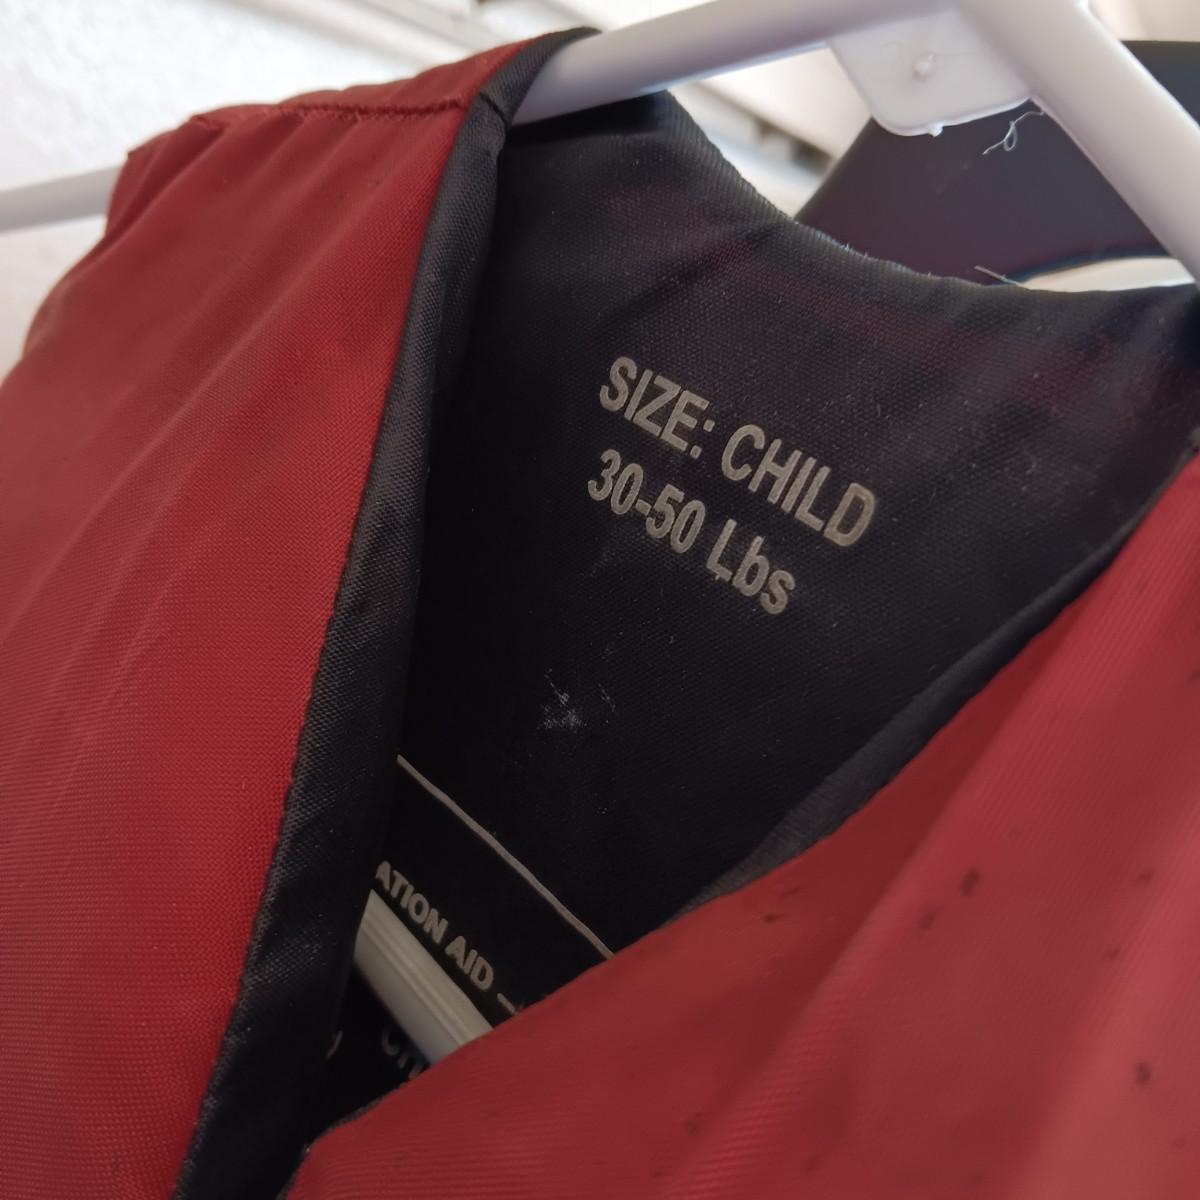 SIZE: CHILD
30-50 Lbs
ATION AID –